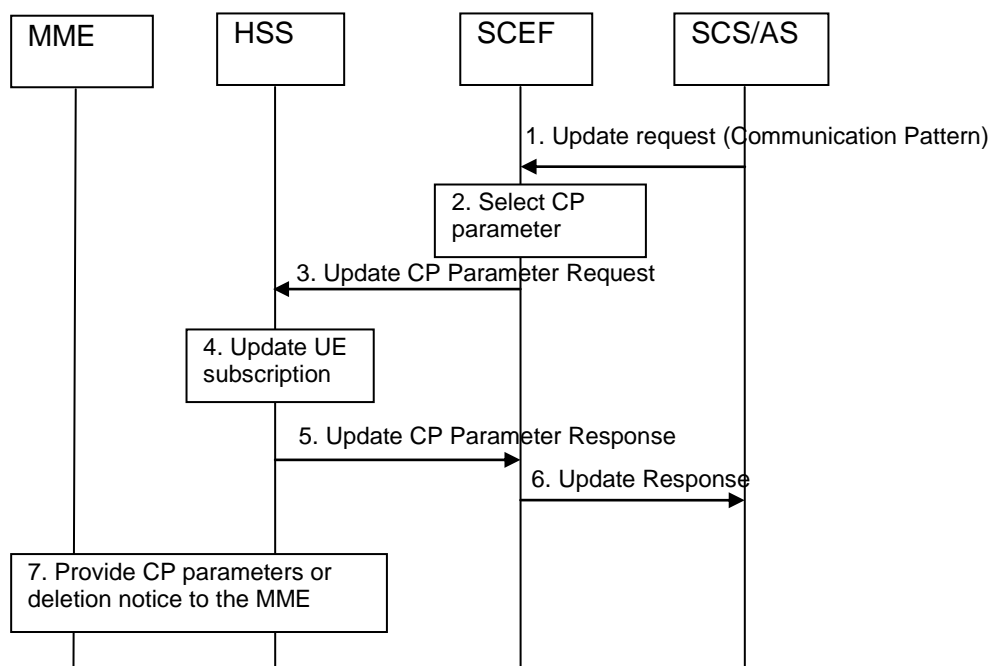 MME
HSS
SCEF
SCS/AS
1. Update request (Communication Pattern)
2. Select CP
parameter
3. Update CP Parameter Request
4. Update UE
subscription
5. Update CP Parameter Response
6. Update Response
7. Provide CP parameters or
deletion notice to the MME